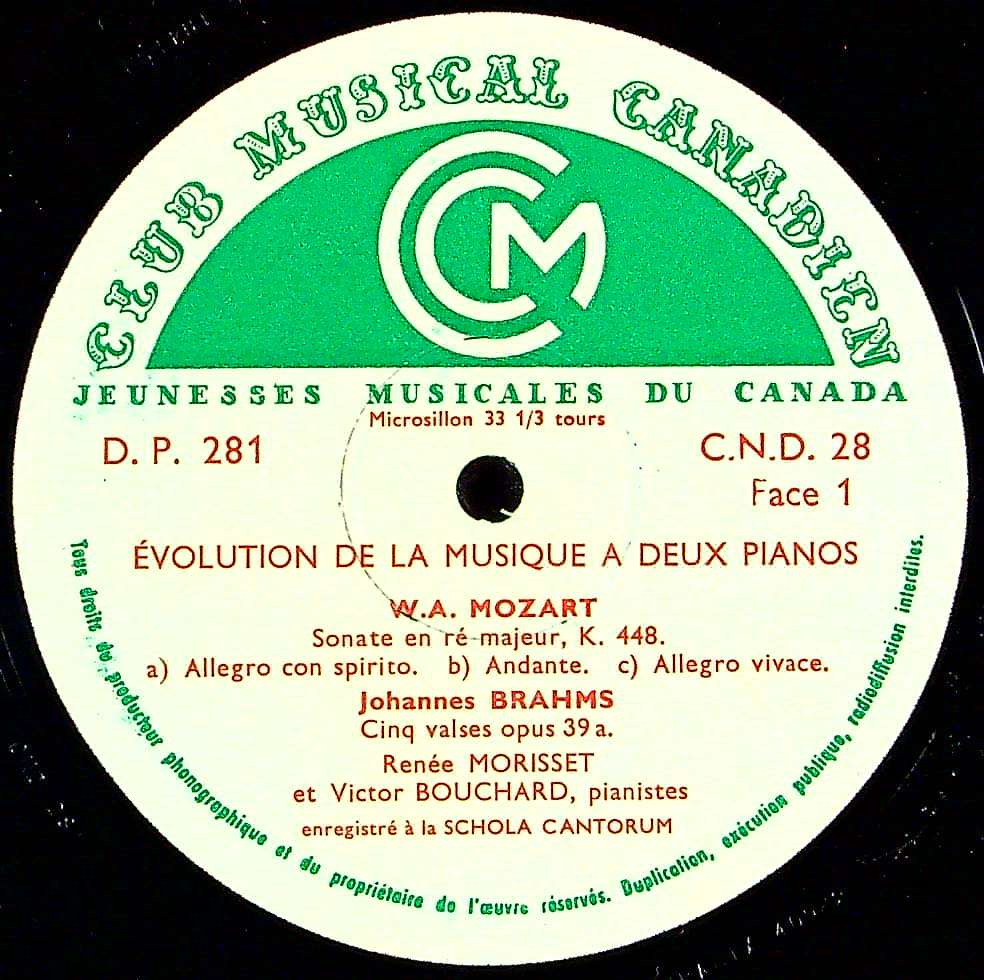 CLUB MUSICAL CANADIEN
CCM
JEUNESSES MUSICALES DU CANADA
Microsillon 33 1/3 tours
D. P. 281
C.N.D. 28
Face 1
ÉVOLUTION DE LA MUSIQUE A DEUX PIANOS
W.A. MOZART
Sonate en ré majeur, K. 448.
a) Allegro con spirito. b) Andante. c) Allegro vivace.
Johannes BRAHMS
Cinq valses opus 39 a.
Renée MORISSET
et Victor BOUCHARD, pianistes
enregistré à la SCHOLA CANTORUM
Tous droits du producteur phonographique et du propriétaire de l'œuvre réservés. Duplication, exécution publique, radiodiffusion interdites.